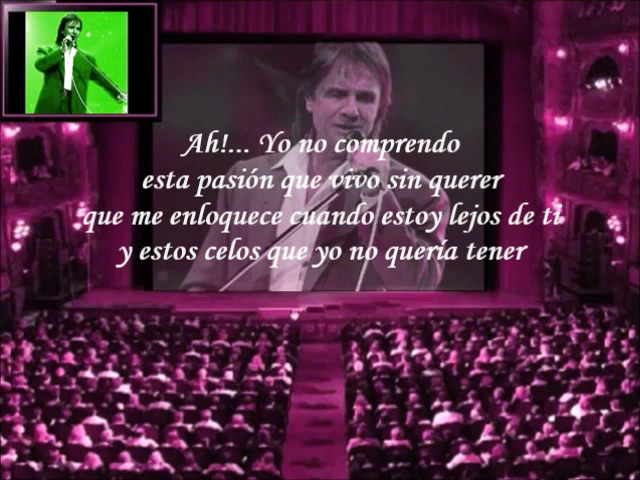 Ah!... Yo no comprendo
esta pasión que vivo sin querer
que me enloquece cuando estoy lejos de ti
y estos celos que yo no quería tener